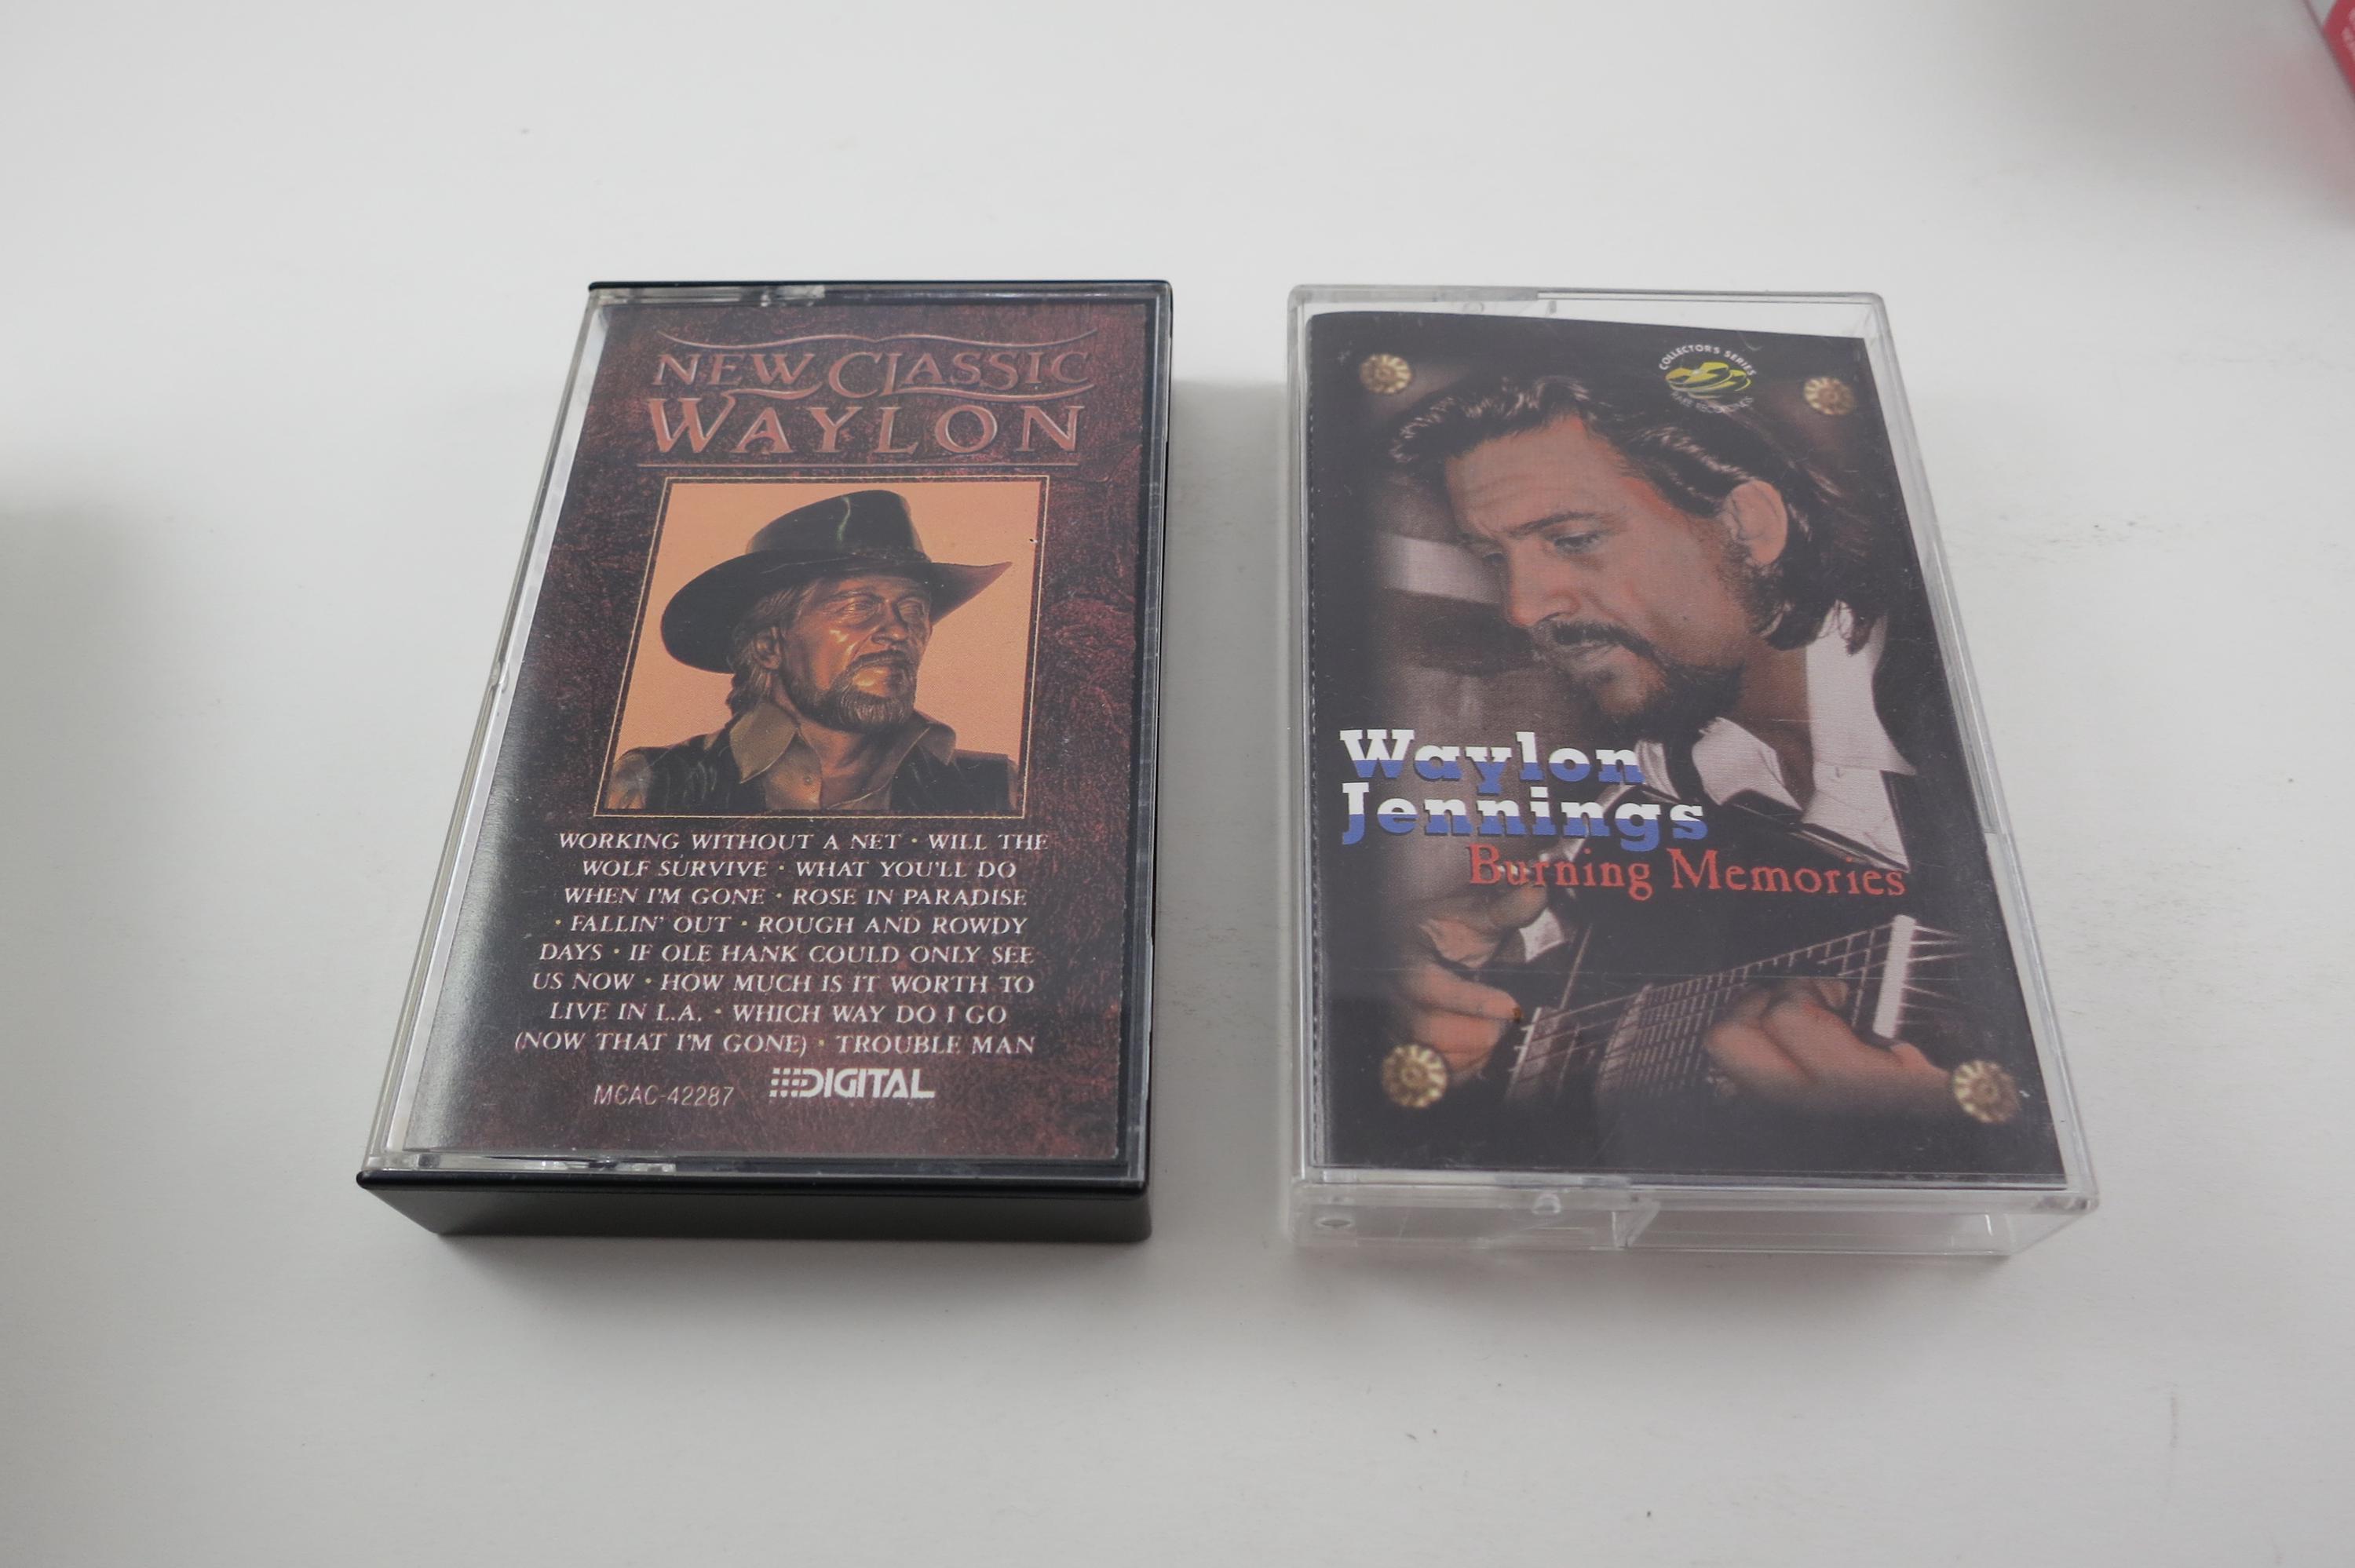 NEW CLASSIC
WAYLON
WORKING WITHOUT A NET · WILL THE
WOLF SURVIVE · WHAT YOU'LL DO
WHEN I'M GONE · ROSE IN PARADISE
· FALLIN' OUT · ROUGH AND ROWDY
DAYS · IF OLE HANK COULD ONLY SEE
US NOW · HOW MUCH IS IT WORTH TO
LIVE IN L.A. · WHICH WAY DO I GO
(NOW THAT I'M GONE) · TROUBLE MAN
MCAC-42287 DIGITAL
COLLECTOR'S SERIES
RARE RECORDINGS
Waylon
Jennings
Burning Memories